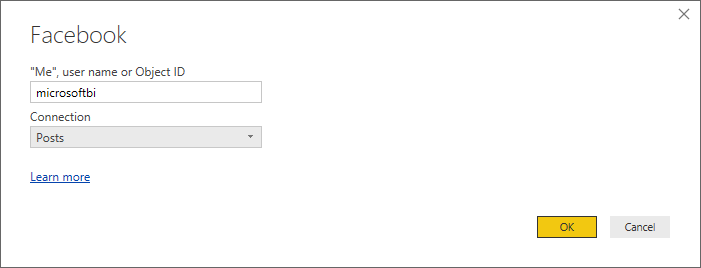 Facebook
"Me", user name or Object ID
microsoftbi
Connection
Posts
Learn more
OK
Cancel